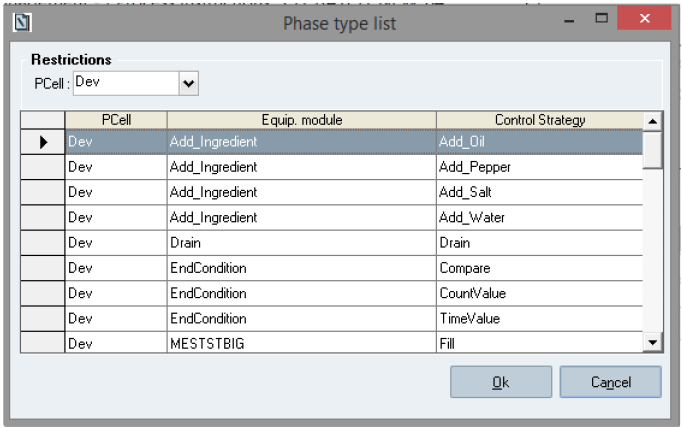 Phase type list
Restrictions
PCell : Dev
PCell Equip. module Control Strategy
Dev Add_Ingredient Add_Oil
Dev Add_Ingredient Add_Pepper
Dev Add_Ingredient Add_Salt
Dev Add_Ingredient Add_Water
Dev Drain Drain
Dev EndCondition Compare
Dev EndCondition CountValue
Dev EndCondition TimeValue
Dev MESTSTBIG Fill
Ok Cancel